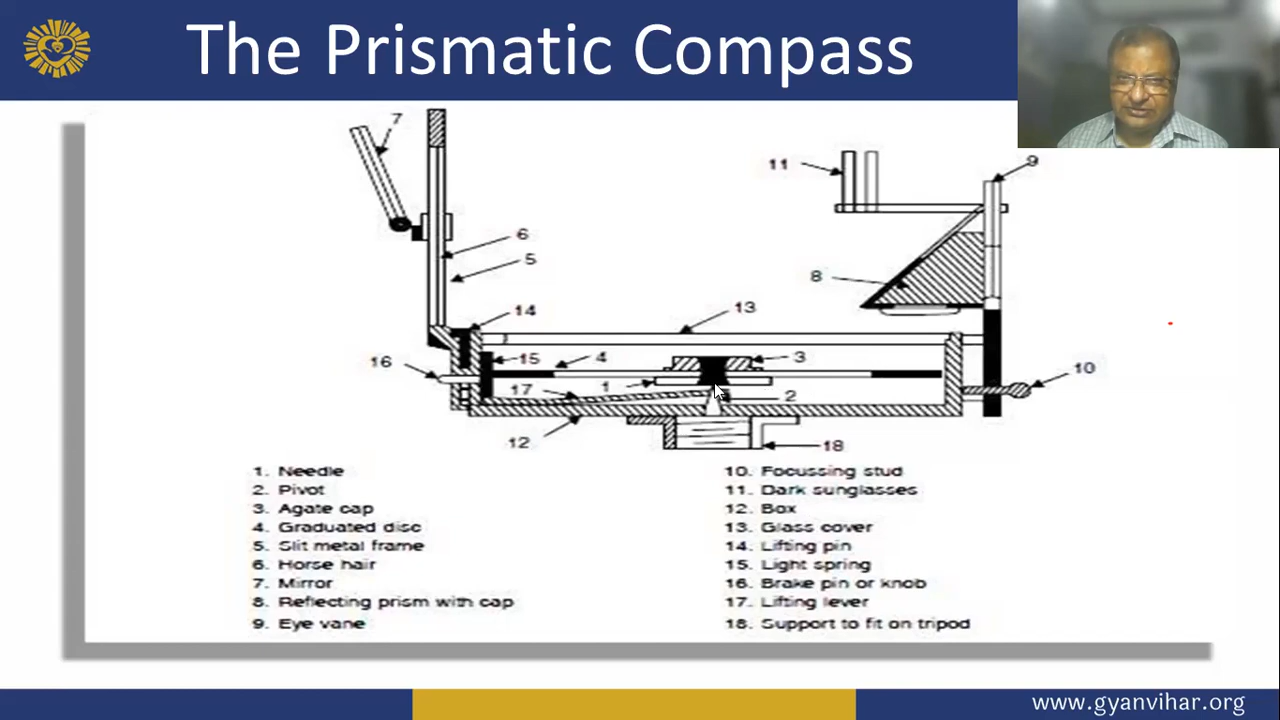 The Prismatic Compass
7
11
9
6
5
8
14
13
16
15
4
3
10
17
1
2
12
18
1. Needle
2. Pivot
3. Agate cap
4. Graduated disc
5. Slit metal frame
6. Horse hair
7. Mirror
8. Reflecting prism with cap
9. Eye vane
10. Focussing stud
11. Dark sunglasses
12. Box
13. Glass cover
14. Lifting pin
15. Light spring
16. Brake pin or knob
17. Lifting lever
18. Support to fit on tripod
www.gyanvihar.org